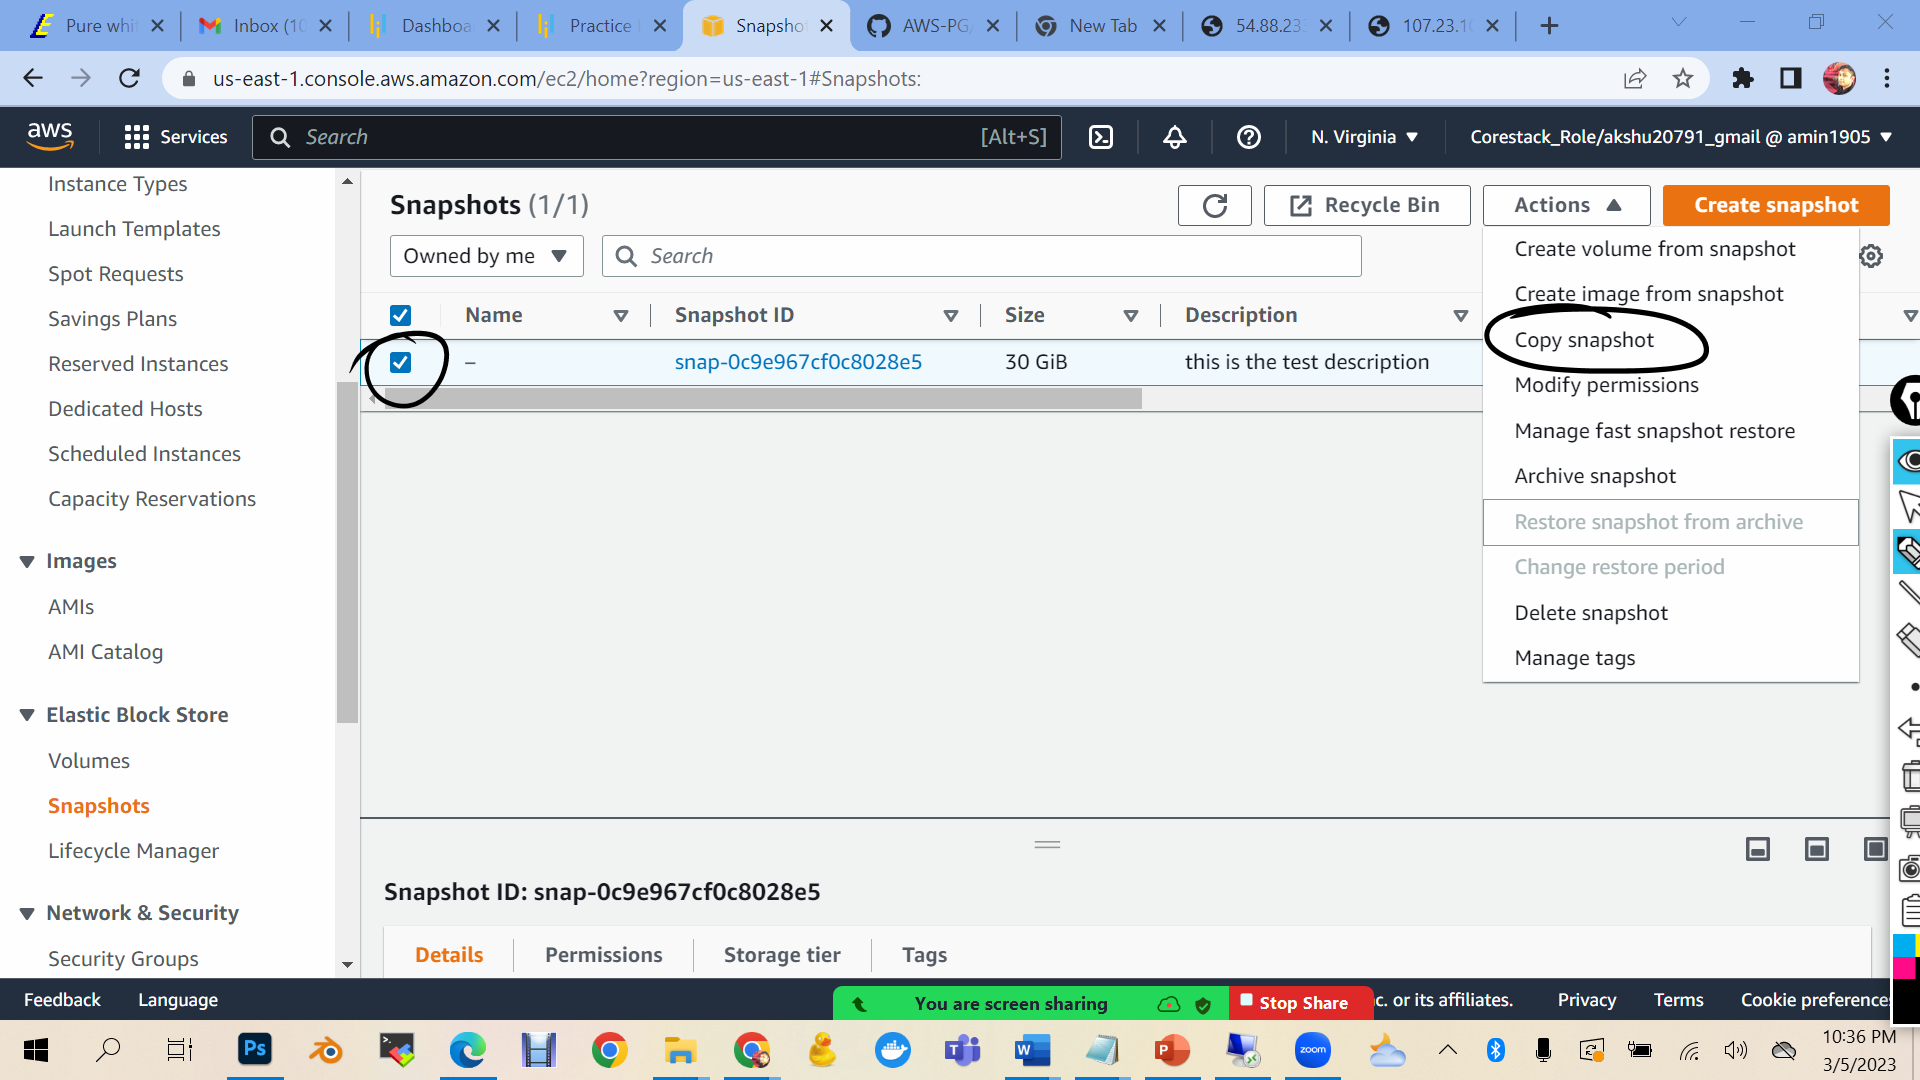 Pure whi
Inbox (10
Dashboa
Practice
Snapsho
AWS-PG
New Tab
54.88.23
107.23.10
us-east-1.console.aws.amazon.com/ec2/home?region=us-east-1#Snapshots:
aws
Services
Search
[Alt+S]
N. Virginia
Corestack_Role/akshu20791_gmail @ amin1905
Instance Types
Launch Templates
Spot Requests
Savings Plans
Reserved Instances
Dedicated Hosts
Scheduled Instances
Capacity Reservations
Images
AMIs
AMI Catalog
Elastic Block Store
Volumes
Snapshots
Lifecycle Manager
Network & Security
Security Groups
Snapshots (1/1)
Recycle Bin
Actions
Create snapshot
Owned by me
Search
Name
Snapshot ID
Size
Description
–
snap-0c9e967cf0c8028e5
30 GiB
this is the test description
Create volume from snapshot
Create image from snapshot
Copy snapshot
Modify permissions
Manage fast snapshot restore
Archive snapshot
Restore snapshot from archive
Change restore period
Delete snapshot
Manage tags
Snapshot ID: snap-0c9e967cf0c8028e5
Details
Permissions
Storage tier
Tags
Feedback
Language
You are screen sharing
Stop Share
c. or its affiliates.
Privacy
Terms
Cookie preferences
Ps
W
P
zoom
10:36 PM
3/5/2023